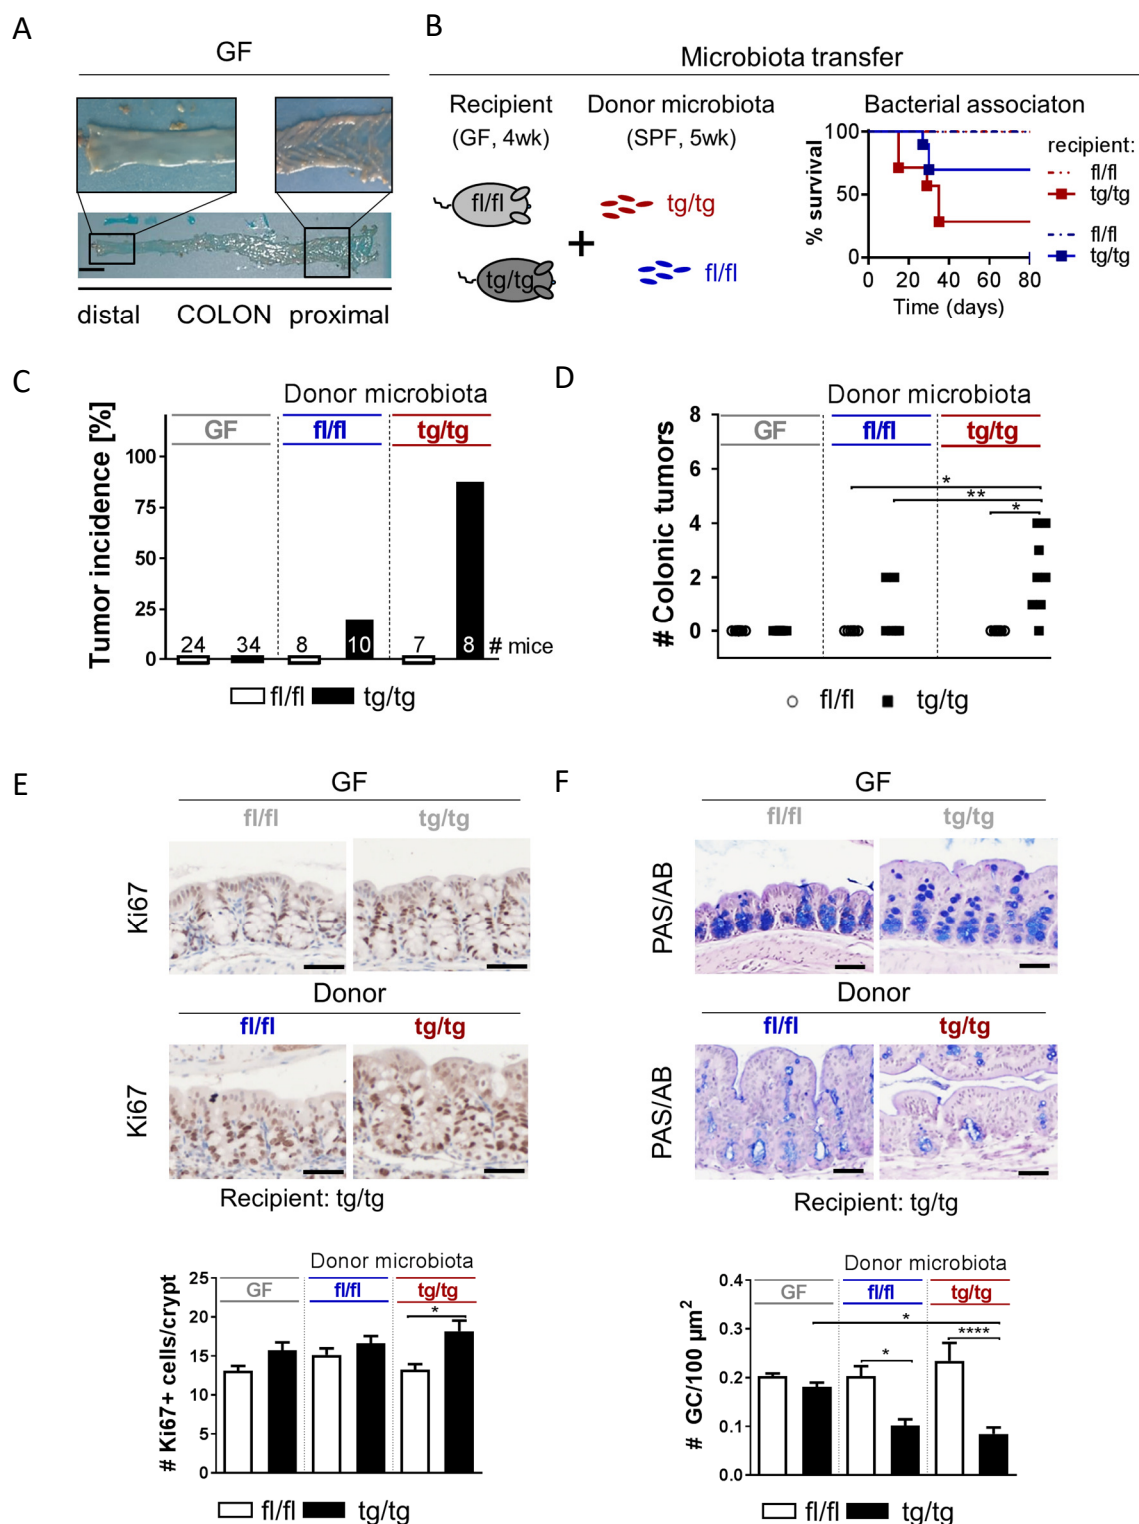 A
GF
distal COLON proximal
B
Microbiota transfer
Recipient
(GF, 4wk)
Donor microbiota
(SPF, 5wk)
fl/fl
tg/tg
+
tg/tg
fl/fl
Bacterial associaton
% survival
100
50
0
0 20 40 60 80
Time (days)
recipient:
fl/fl
tg/tg
fl/fl
tg/tg
C
Donor microbiota
GF fl/fl tg/tg
Tumor incidence [%]
100
75
50
25
0
24 34 8 10 7 8 # mice
fl/fl tg/tg
D
Donor microbiota
GF fl/fl tg/tg
# Colonic tumors
8
6
4
2
0
*
**
*
fl/fl tg/tg
E
GF
fl/fl tg/tg
Ki67
Donor
fl/fl tg/tg
Ki67
Recipient: tg/tg
Donor microbiota
GF fl/fl tg/tg
# Ki67+ cells/crypt
25
20
15
10
5
0
*
fl/fl tg/tg
F
GF
fl/fl tg/tg
PAS/AB
Donor
fl/fl tg/tg
PAS/AB
Recipient: tg/tg
Donor microbiota
GF fl/fl tg/tg
# GC/100 µm²
0.4
0.3
0.2
0.1
0.0
*
*
****
fl/fl tg/tg